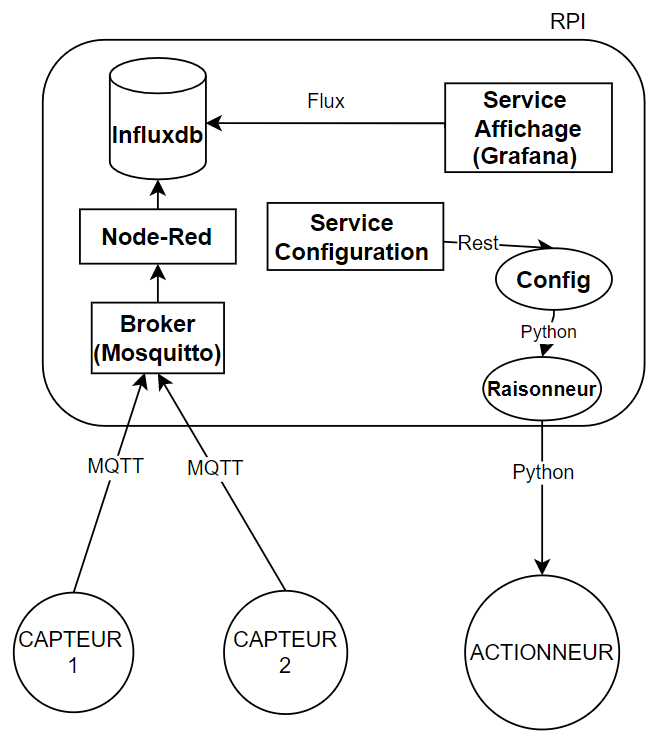 RPI
Influxdb
Flux
Service
Affichage
(Grafana)
Node-Red
Service
Configuration
Rest
Config
Broker
(Mosquitto)
Python
Raisonneur
MQTT
MQTT
Python
CAPTEUR
1
CAPTEUR
2
ACTIONNEUR